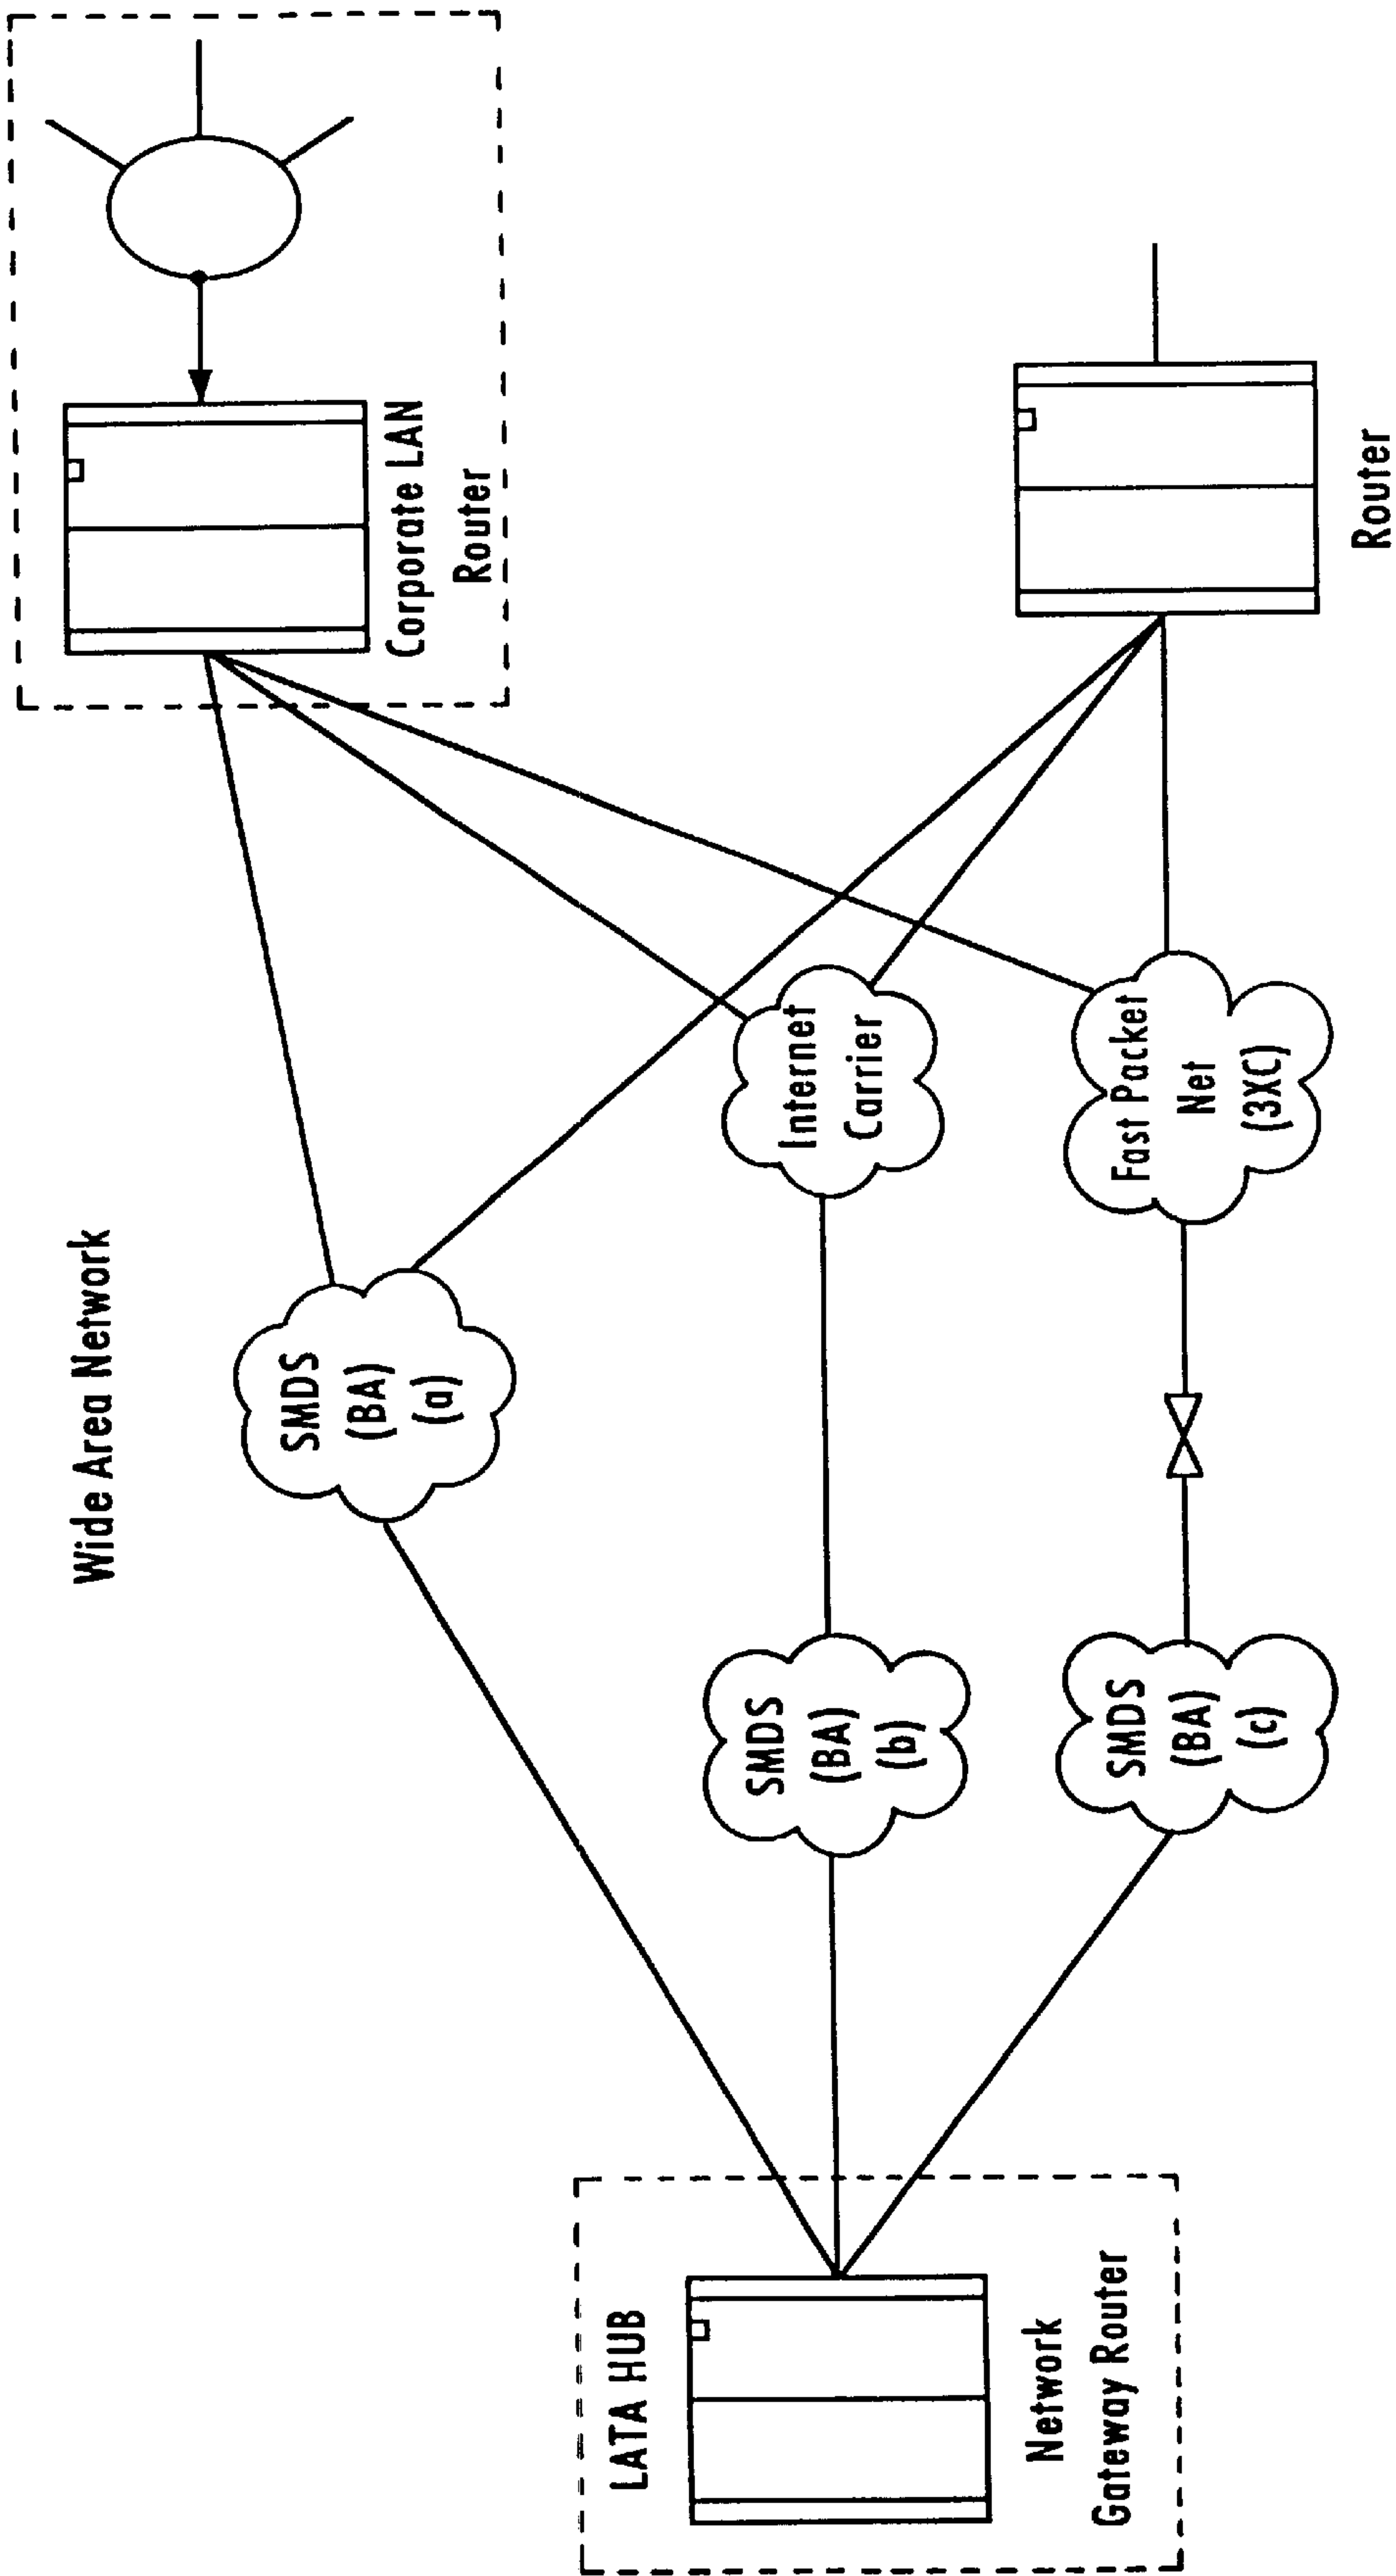 Wide Area Network
LATA HUB
Network
Gateway Router
SMDS
(BA)
(a)
SMDS
(BA)
(b)
SMDS
(BA)
(c)
Internet
Carrier
Fast Packet
Net
(3XC)
Corporate LAN
Router
Router